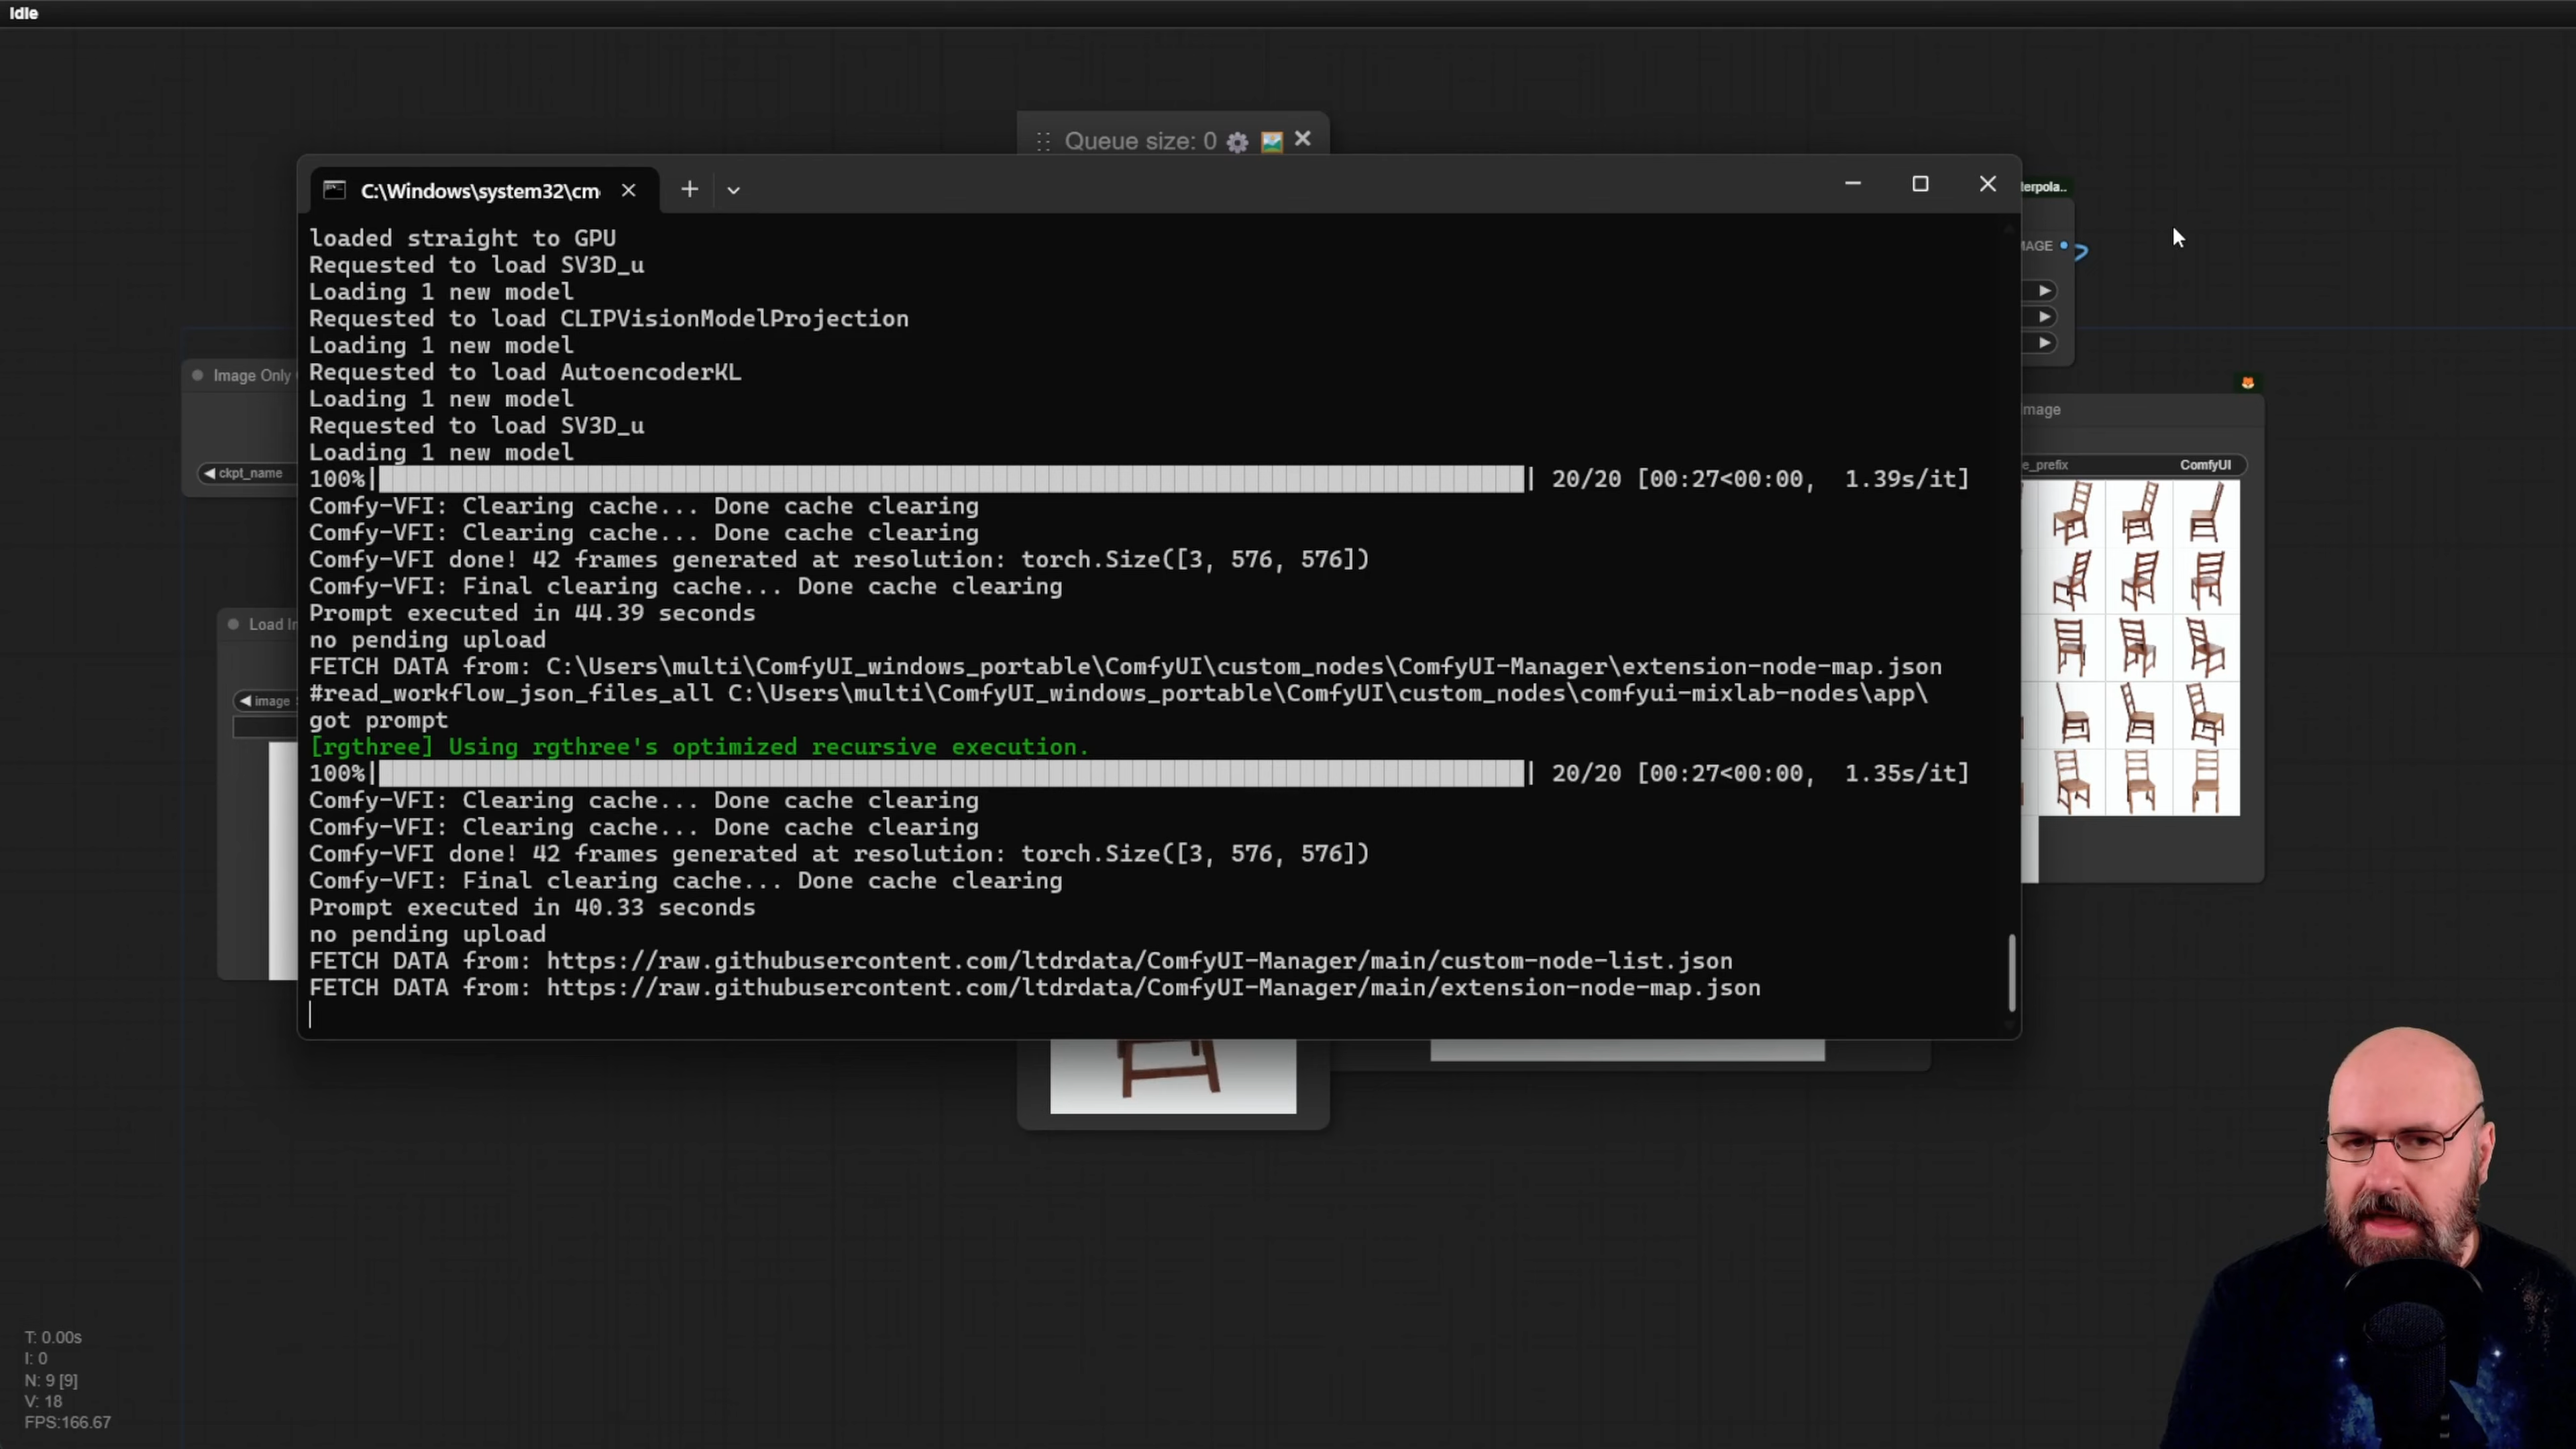 Idle
Queue size: 0
C:\Windows\system32\cm
loaded straight to GPU
Requested to load SV3D_u
Loading 1 new model
Requested to load CLIPVisionModelProjection
Loading 1 new model
Requested to load AutoencoderKL
Loading 1 new model
Requested to load SV3D_u
Loading 1 new model
100%| | 20/20 [00:27<00:00, 1.39s/it]
Comfy-VFI: Clearing cache... Done cache clearing
Comfy-VFI: Clearing cache... Done cache clearing
Comfy-VFI done! 42 frames generated at resolution: torch.Size([3, 576, 576])
Comfy-VFI: Final clearing cache... Done cache clearing
Prompt executed in 44.39 seconds
no pending upload
FETCH DATA from: C:\Users\multi\ComfyUI_windows_portable\ComfyUI\custom_nodes\ComfyUI-Manager\extension-node-map.json
#read_workflow_json_files_all C:\Users\multi\ComfyUI_windows_portable\ComfyUI\custom_nodes\comfyui-mixlab-nodes\app\
got prompt
[rgthree] Using rgthree's optimized recursive execution.
100%| | 20/20 [00:27<00:00, 1.35s/it]
Comfy-VFI: Clearing cache... Done cache clearing
Comfy-VFI: Clearing cache... Done cache clearing
Comfy-VFI done! 42 frames generated at resolution: torch.Size([3, 576, 576])
Comfy-VFI: Final clearing cache... Done cache clearing
Prompt executed in 40.33 seconds
no pending upload
FETCH DATA from: https://raw.githubusercontent.com/ltdrdata/ComfyUI-Manager/main/custom-node-list.json
FETCH DATA from: https://raw.githubusercontent.com/ltdrdata/ComfyUI-Manager/main/extension-node-map.json
Image Only
ckpt_name
Load
image
erpola..
MAGE
mage
e_prefix ComfyUI
T: 0.00s
I: 0
N: 9 [9]
V: 18
FPS:166.67